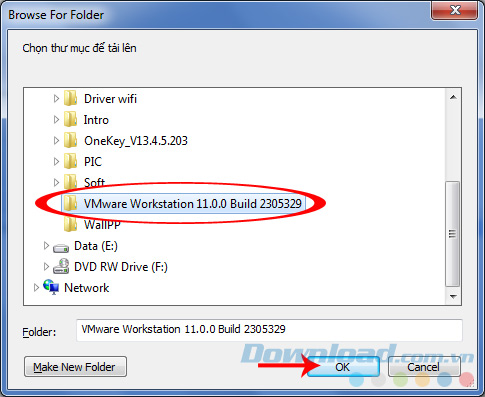 Browse For Folder
Chọn thư mục để tải lên
Driver wifi
Intro
OneKey_V13.4.5.203
PIC
Soft
VMware Workstation 11.0.0 Build 2305329
WallPP
Data (E:)
DVD RW Drive (F:)
Network
Folder: VMware Workstation 11.0.0 Build 2305329
Download.com.vn
Make New Folder OK Cancel